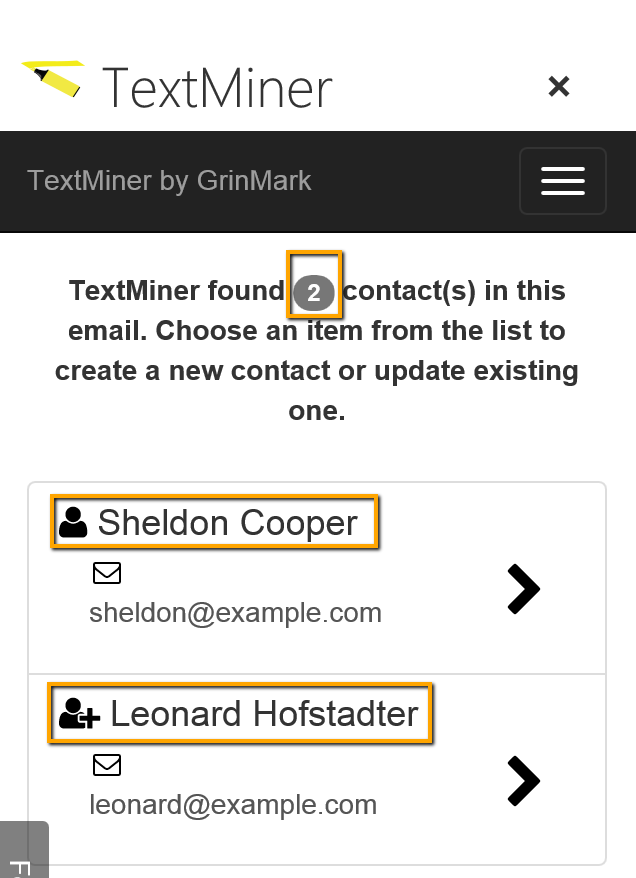 TextMiner
TextMiner by GrinMark
TextMiner found 2 contact(s) in this
email. Choose an item from the list to
create a new contact or update existing
one.
Sheldon Cooper
sheldon@example.com
Leonard Hofstadter
leonard@example.com